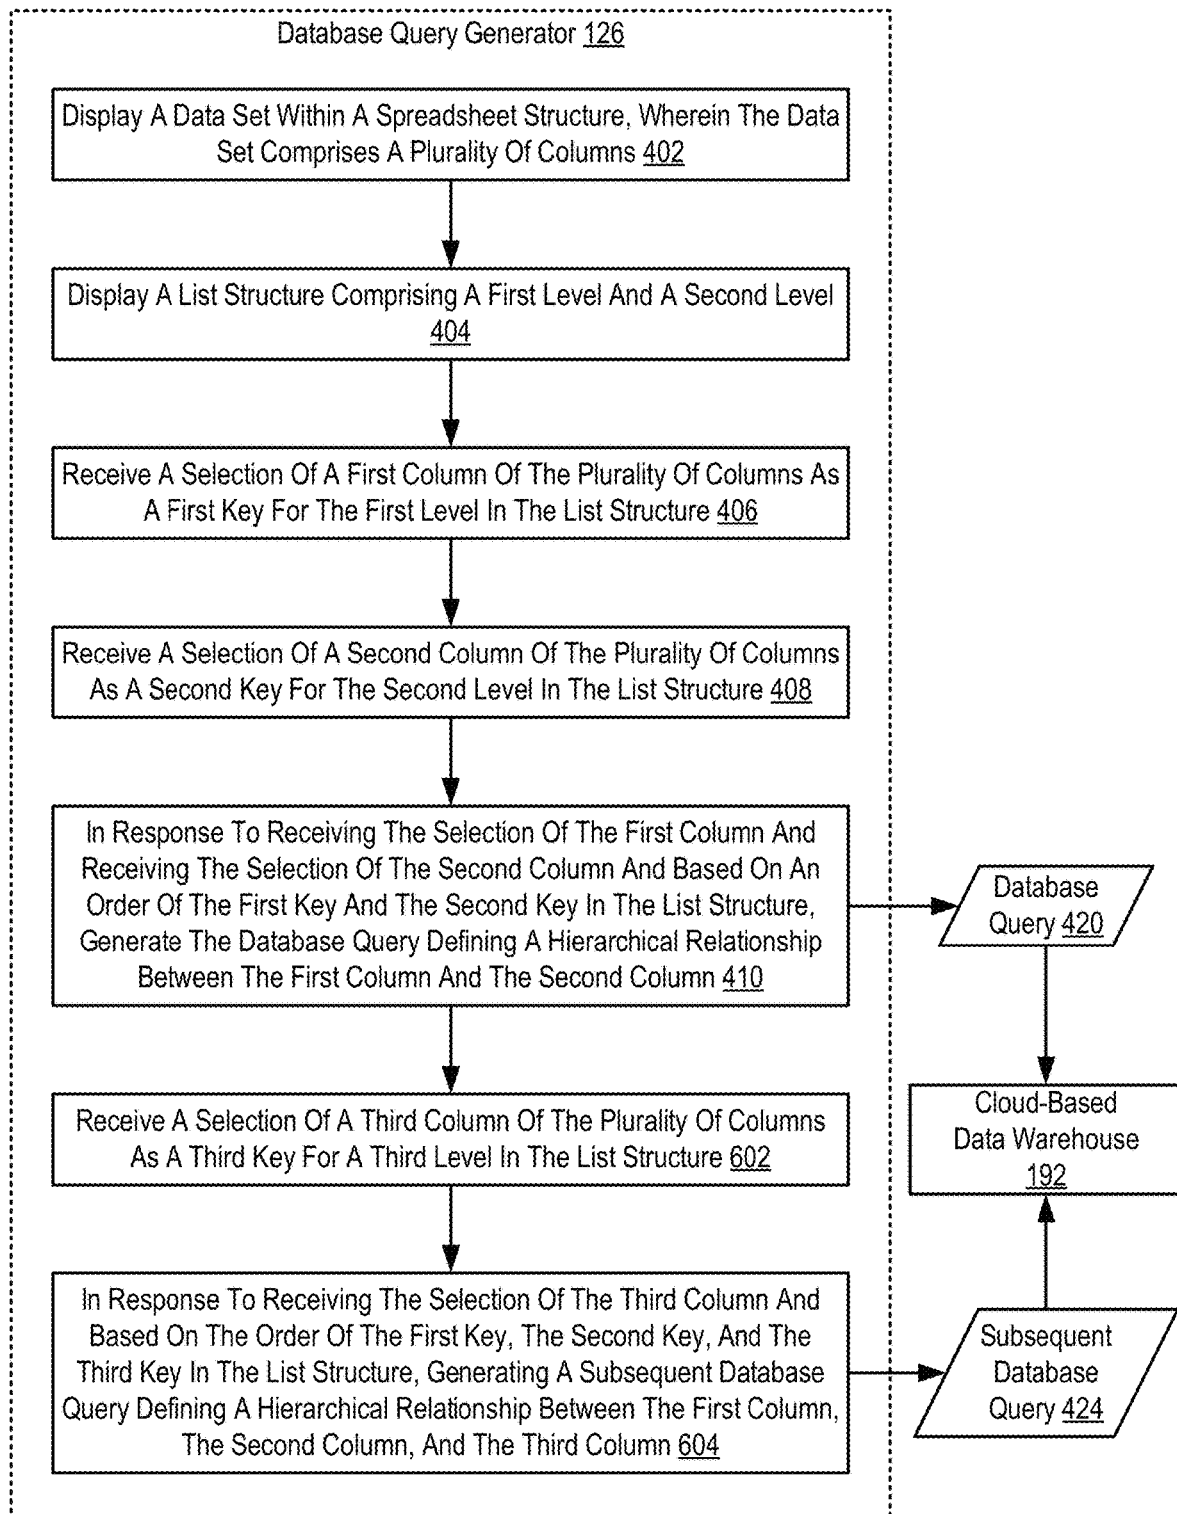 Database Query Generator 126
Display A Data Set Within A Spreadsheet Structure, Wherein The Data
Set Comprises A Plurality Of Columns 402
Display A List Structure Comprising A First Level And A Second Level
404
Receive A Selection Of A First Column Of The Plurality Of Columns As
A First Key For The First Level In The List Structure 406
Receive A Selection Of A Second Column Of The Plurality Of Columns
As A Second Key For The Second Level In The List Structure 408
In Response To Receiving The Selection Of The First Column And
Receiving The Selection Of The Second Column And Based On An
Order Of The First Key And The Second Key In The List Structure,
Generate The Database Query Defining A Hierarchical Relationship
Between The First Column And The Second Column 410
Database
Query 420
Cloud-Based
Data Warehouse
192
Receive A Selection Of A Third Column Of The Plurality Of Columns
As A Third Key For A Third Level In The List Structure 602
In Response To Receiving The Selection Of The Third Column And
Based On The Order Of The First Key, The Second Key, And The
Third Key In The List Structure, Generating A Subsequent Database
Query Defining A Hierarchical Relationship Between The First Column,
The Second Column, And The Third Column 604
Subsequent
Database
Query 424